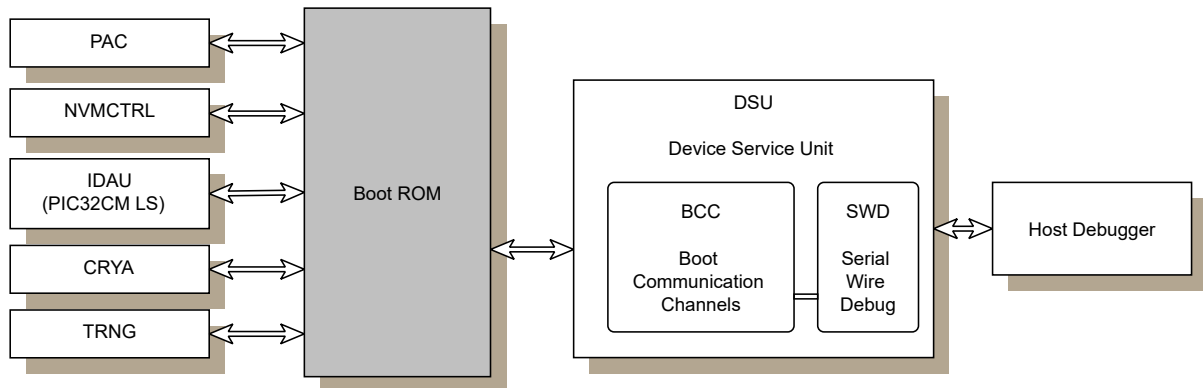 PAC
NVMCTRL
IDAU
(PIC32CM LS)
CRYA
TRNG
Boot ROM
DSU
Device Service Unit
BCC
Boot
Communication
Channels
SWD
Serial
Wire
Debug
Host Debugger